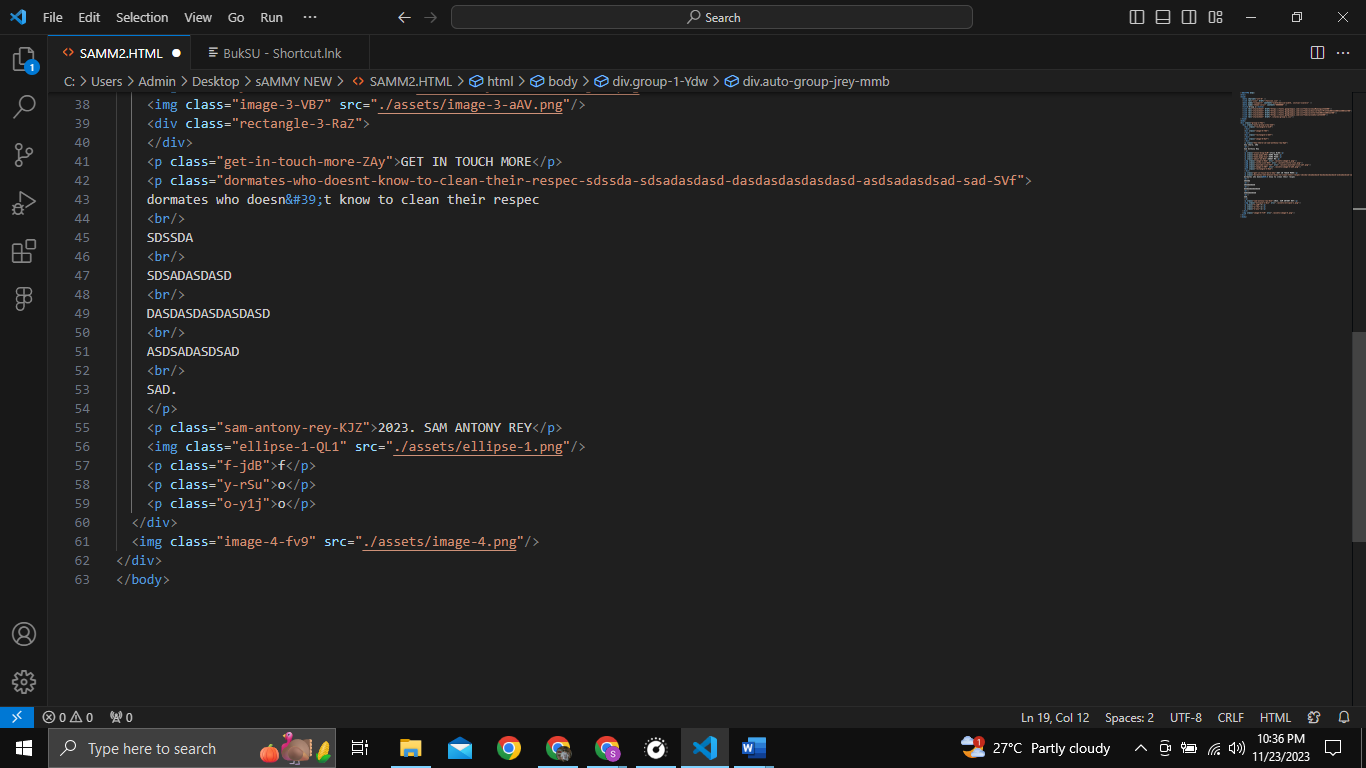 File Edit Selection View Go Run ··· Search
SAMM2.HTML BukSU - Shortcut.lnk
C: > Users > Admin > Desktop > sAMMY NEW > SAMM2.HTML > html > body > div.group-1-Ydw > div.auto-group-jrey-mmb
1
38 <img class="image-3-VB7" src="./assets/image-3-aAV.png"/>
39 <div class="rectangle-3-RaZ">
40 </div>
41 <p class="get-in-touch-more-ZAy">GET IN TOUCH MORE</p>
42 <p class="dormates-who-doesnt-know-to-clean-their-respec-sdssda-sdsadasdasd-dasdasdasdasdasd-asdsadasdsad-sad-SVf">
43 dormates who doesn&#39;t know to clean their respec
44 <br/>
45 SDSSDA
46 <br/>
47 SDSADASDASD
48 <br/>
49 DASDASDASDASDASD
50 <br/>
51 ASDSADASDSAD
52 <br/>
53 SAD.
54 </p>
55 <p class="sam-antony-rey-KJZ">2023. SAM ANTONY REY</p>
56 <img class="ellipse-1-QL1" src="./assets/ellipse-1.png"/>
57 <p class="f-jdB">f</p>
58 <p class="y-rSu">o</p>
59 <p class="o-y1j">o</p>
60 </div>
61 <img class="image-4-fv9" src="./assets/image-4.png"/>
62 </div>
63 </body>
0 0 0 Ln 19, Col 12 Spaces: 2 UTF-8 CRLF HTML
Type here to search 27°C Partly cloudy 10:36 PM
11/23/2023